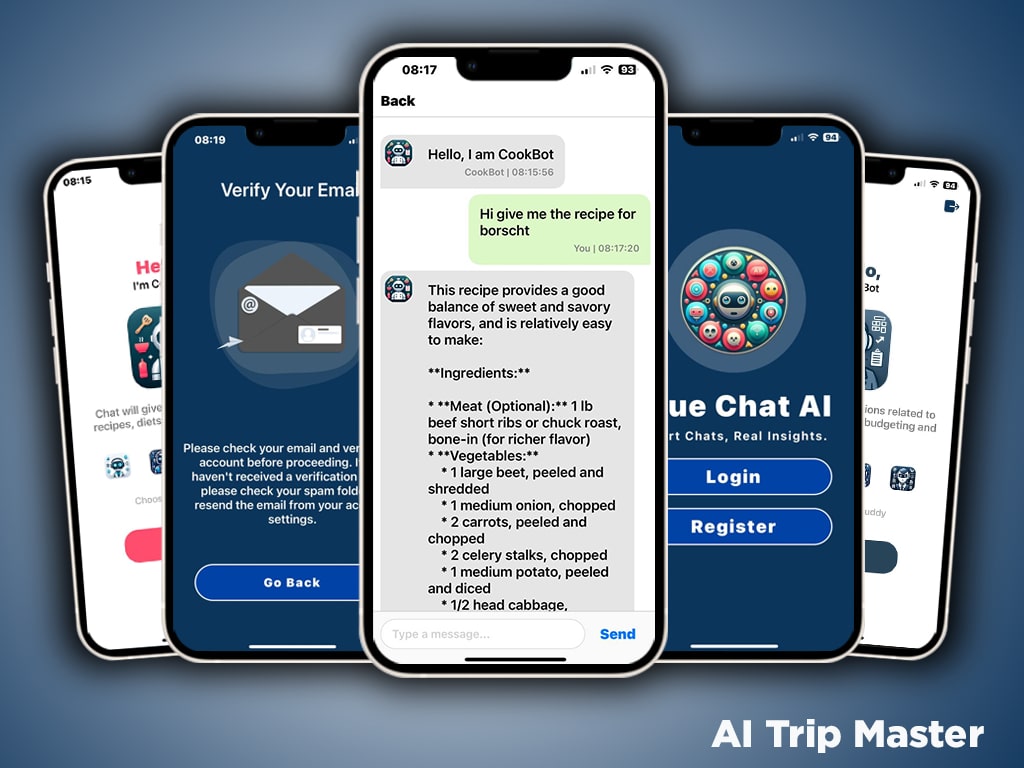 08:15
He
I'm C
Chat will give
recipes, diets
Choos
08:19
Verify Your Emai
@
Please check your email and ver
account before proceeding. I
haven't received a verification
please check your spam fold
resend the email from your ac
settings.
Go Back
08:17
93
Back
Hello, I am CookBot
CookBot | 08:15:56
Hi give me the recipe for
borscht
You | 08:17:20
This recipe provides a good
balance of sweet and savory
flavors, and is relatively easy
to make:
**Ingredients:**
* **Meat (Optional):** 1 lb
beef short ribs or chuck roast,
bone-in (for richer flavor)
* **Vegetables:**
* 1 large beet, peeled and
shredded
* 1 medium onion, chopped
* 2 carrots, peeled and
chopped
* 2 celery stalks, chopped
* 1 medium potato, peeled
and diced
* 1/2 head cabbage,
Type a message...
Send
94
ue Chat AI
rt Chats, Real Insights.
Login
Register
94
o,
Bot
ions related to
budgeting and
uddy
AI Trip Master